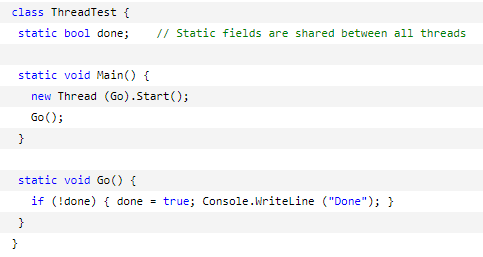 class ThreadTest {
static bool done;    // Static fields are shared between all threads
static void Main() {
new Thread (Go).Start();
Go();
}
static void Go() {
if (!done) { done = true; Console.WriteLine ("Done"); }
}
}